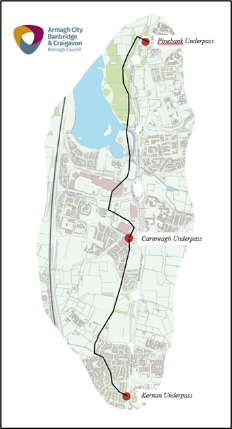 Armagh City
Banbridge
& Craigavon
Borough Council
Pinebank Underpass
Carnreagh Underpass
Kernan Underpass